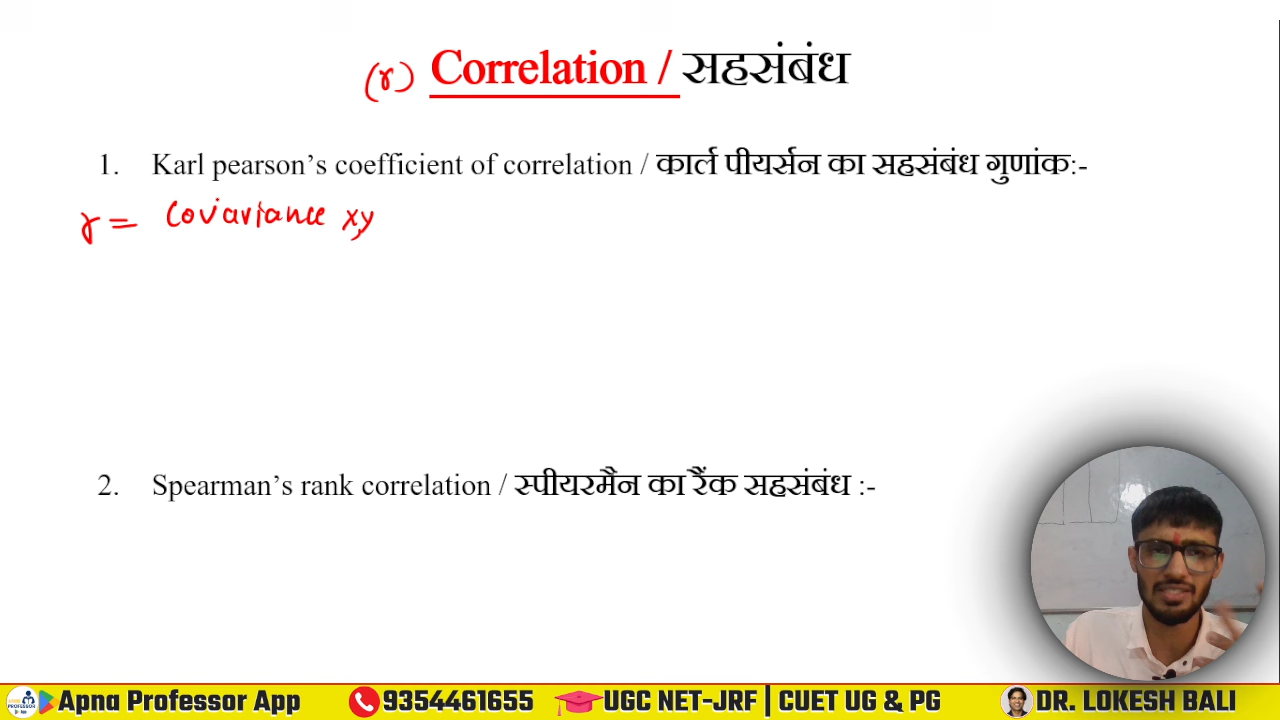 (r) Correlation / सहसंबंध
1. Karl pearson’s coefficient of correlation / कार्ल पीयर्सन का सहसंबंध गुणांक:-
r = Covariance x,y
2. Spearman’s rank correlation / स्पीयरमैन का रैंक सहसंबंध :-
Apna Professor App 9354461655 UGC NET-JRF | CUET UG & PG DR. LOKESH BALI